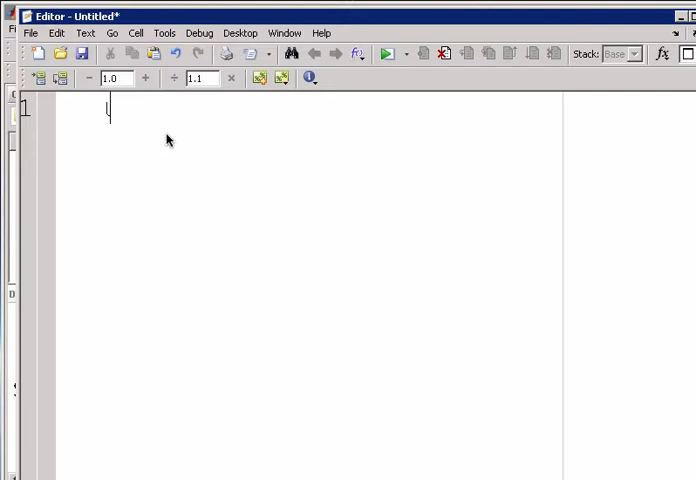 Editor - Untitled*
File Edit Text Go Cell Tools Debug Desktop Window Help
Stack: Base fx
1.0 1.1
1